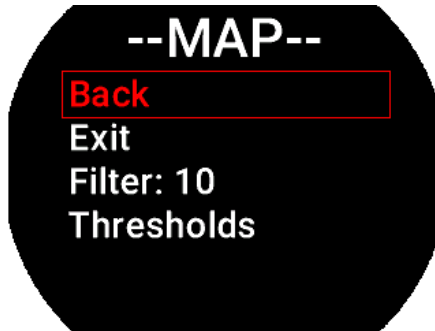 --MAP--
Back
Exit
Filter: 10
Thresholds